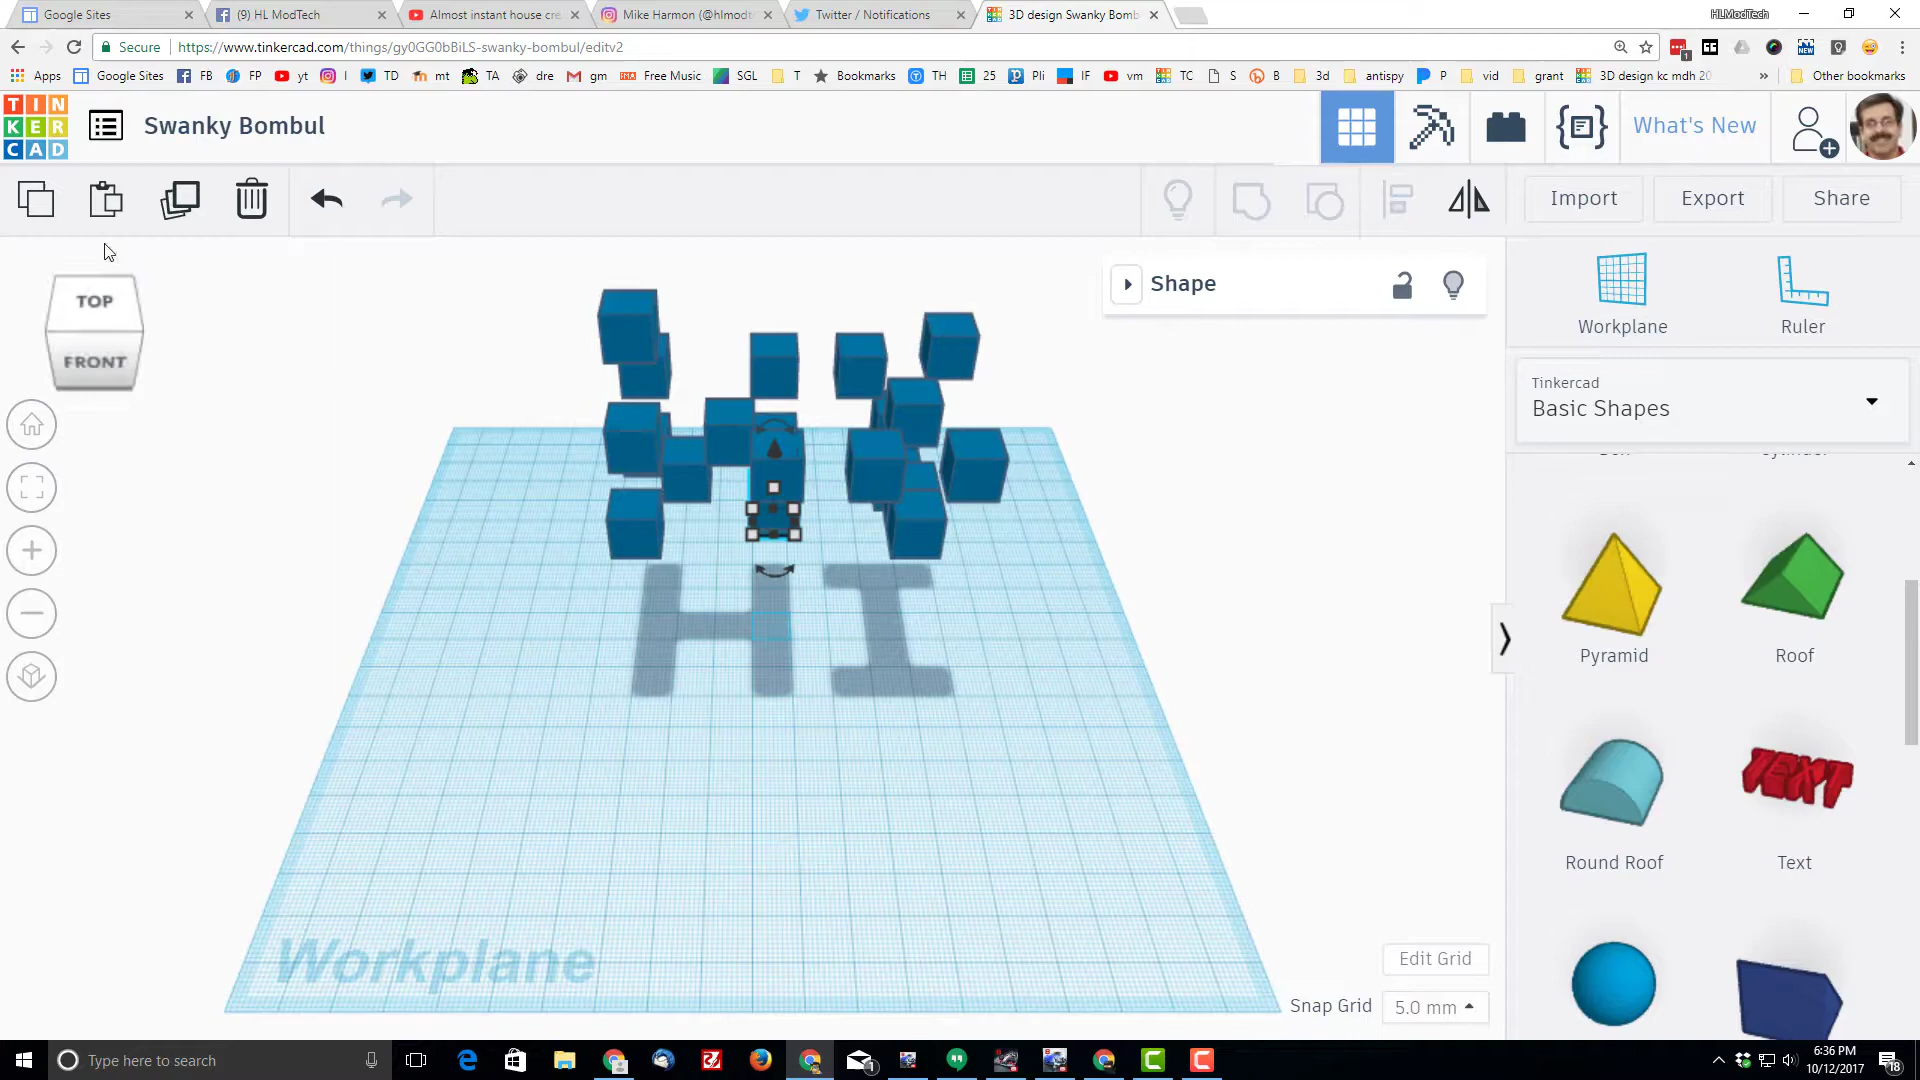 Google Sites
(9) HL ModTech
Almost instant house cre
Mike Harmon (@hlmodt
Twitter / Notifications
3D design Swanky Bomb
HLModTech
Secure
https://www.tinkercad.com/things/gy0GG0bBiLS-swanky-bombul/editv2
Apps
Google Sites
FB
FP
yt
I
TD
mt
TA
dre
gm
Free Music
SGL
T
Bookmarks
TH
25
Pli
IF
vm
TC
S
B
3d
antispy
P
vid
grant
3D design kc mdh 20
»
Other bookmarks
TIN
KER
CAD
Swanky Bombul
What's New
Import
Export
Share
TOP
FRONT
Shape
Workplane
Ruler
Tinkercad
Basic Shapes
Pyramid
Roof
TEXT
Round Roof
Text
HI
Workplane
Edit Grid
Snap Grid
5.0 mm
Type here to search
6:36 PM
10/12/2017
18